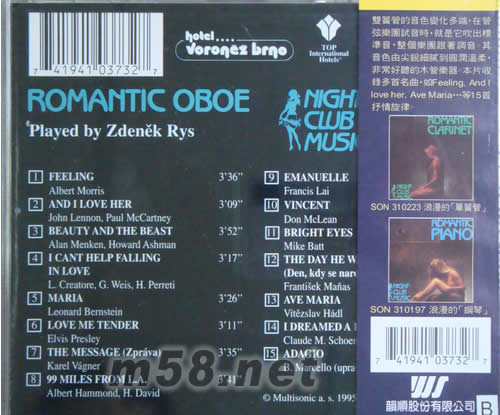 7 41941 03732 7
hotel....
voroněz brno
TOP
International
Hotels
ROMANTIC OBOE
Played by Zdeněk Rys
NIGHT
CLUB
MUSIC
1 FEELING 3'36"
Albert Morris
2 AND I LOVE HER 3'09"
John Lennon, Paul McCartney
3 BEAUTY AND THE BEAST 3'52"
Alan Menken, Howard Ashman
4 I CANT HELP FALLING 3'17"
IN LOVE
L. Creatore, G. Weis, H. Perreti
5 MARIA 3'26"
Leonard Bernstein
6 LOVE ME TENDER 3'11"
Elvis Presley
7 THE MESSAGE (Zpráva) 3'35"
Karel Vágner
8 99 MILES FROM L.A. 3'41"
Albert Hammond, H. David
9 EMANUELLE
Francis Lai
10 VINCENT
Don McLean
11 BRIGHT EYES
Mike Batt
12 THE DAY HE W
(Den, kdy se naro
František Maňas
13 AVE MARIA
Vítězslav Hádl
14 I DREAMED A
Claude M. Schoen
15 ADAGIO
B. Marcello (upra
© Multisonic a. s. 1995
m58.net
雙簧管的音色變化多端，在管
弦樂團試音時，就是它吹出標
準音，整個樂團跟著調音。其
音色由尖銳細膩到圓潤溫柔，
非常好聽的木管樂器。本片收
錄多首名曲，如Feeling, And I
love her, Ave Maria…等15首
抒情旋律。
ROMANTIC
CLARINET
NIGHT
CLUB
MUSIC
SON 310223 浪漫的「單簧管」
ROMANTIC
PIANO
NIGHT
CLUB
MUSIC
SON 310197 浪漫的「鋼琴」
7 41941 03732 7
韻順股份有限公司
B